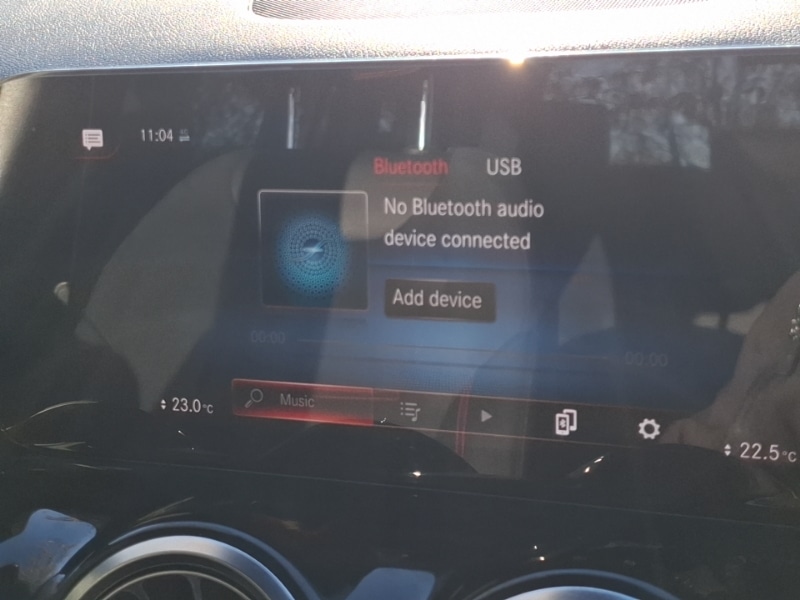 11:04
Bluetooth USB
No Bluetooth audio
device connected
Add device
00:00 00:00
23.0°C
Music
22.5°C